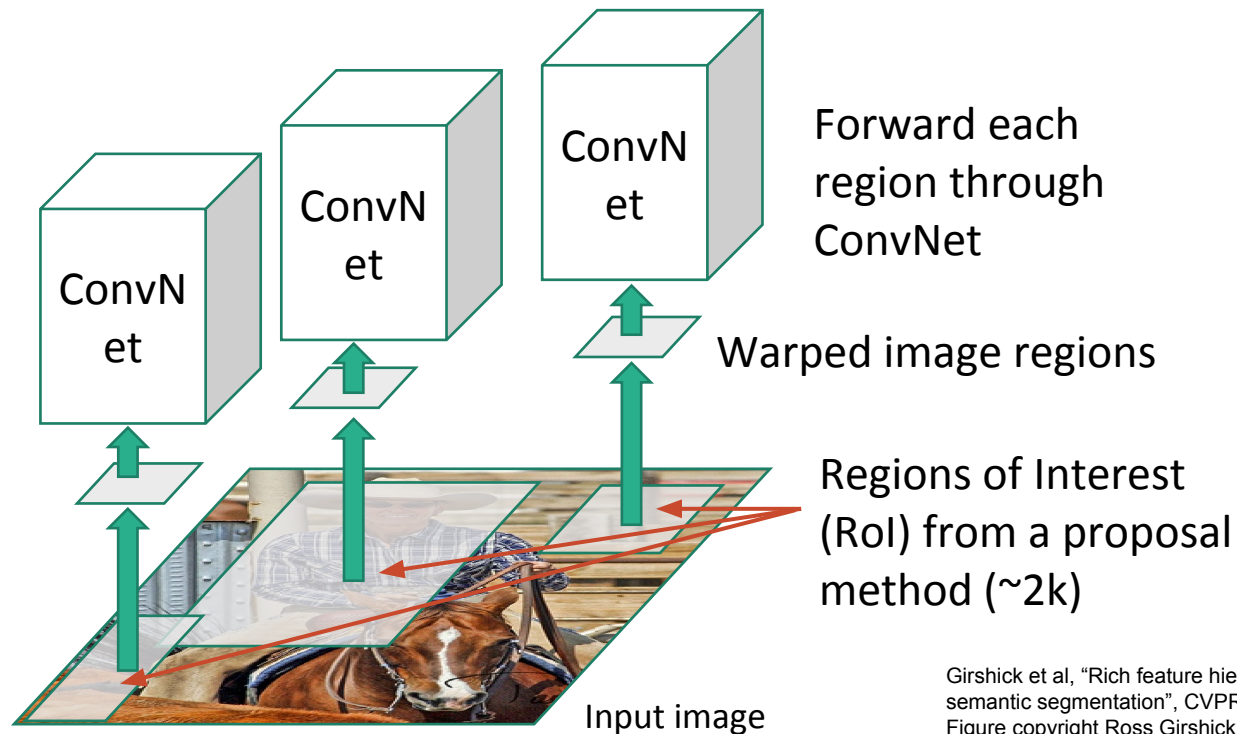 ConvN
et
ConvN
et
ConvN
et
Forward each
region through
ConvNet
Warped image regions
Regions of Interest
(RoI) from a proposal
method (~2k)
Input image
Girshick et al, “Rich feature hie
semantic segmentation”, CVPR
Figure copyright Ross Girshick